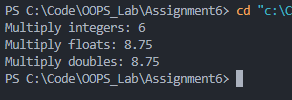 PS C:\Code\OOPS_Lab\Assignment6> cd "c:\C
Multiply integers: 6
Multiply floats: 8.75
Multiply doubles: 8.75
PS C:\Code\OOPS_Lab\Assignment6>